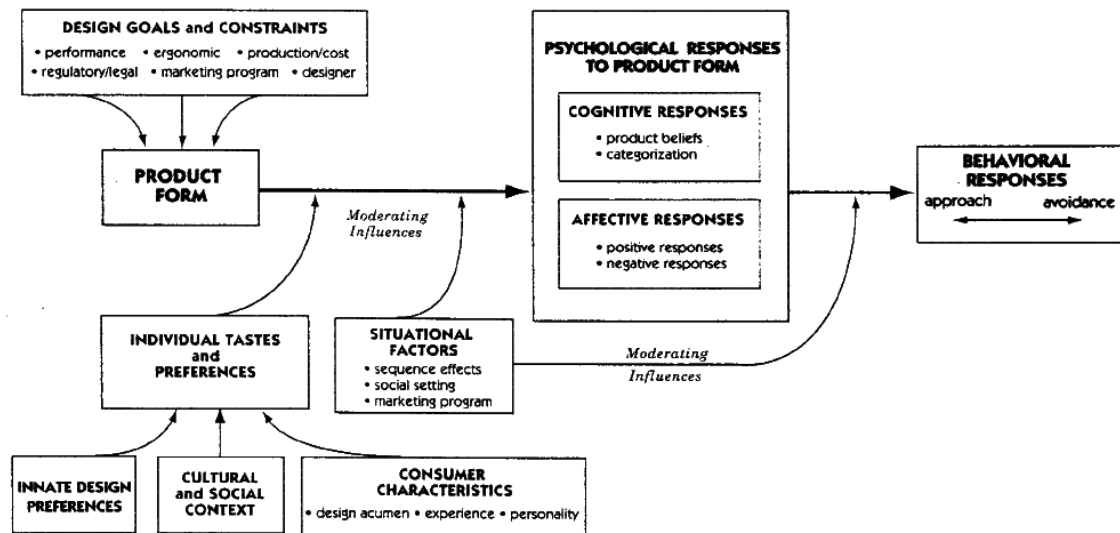 DESIGN GOALS and CONSTRAINTS
• performance • ergonomic • production/cost
• regulatory/legal • marketing program • designer
PRODUCT
FORM
Moderating
Influences
PSYCHOLOGICAL RESPONSES
TO PRODUCT FORM
COGNITIVE RESPONSES
• product beliefs
• categorization
AFFECTIVE RESPONSES
• positive responses
• negative responses
BEHAVIORAL
RESPONSES
approach avoidance
INDIVIDUAL TASTES
and
PREFERENCES
SITUATIONAL
FACTORS
• sequence effects
• social setting
• marketing program
Moderating
Influences
INNATE DESIGN
PREFERENCES
CULTURAL
and SOCIAL
CONTEXT
CONSUMER
CHARACTERISTICS
• design acumen • experience • personality